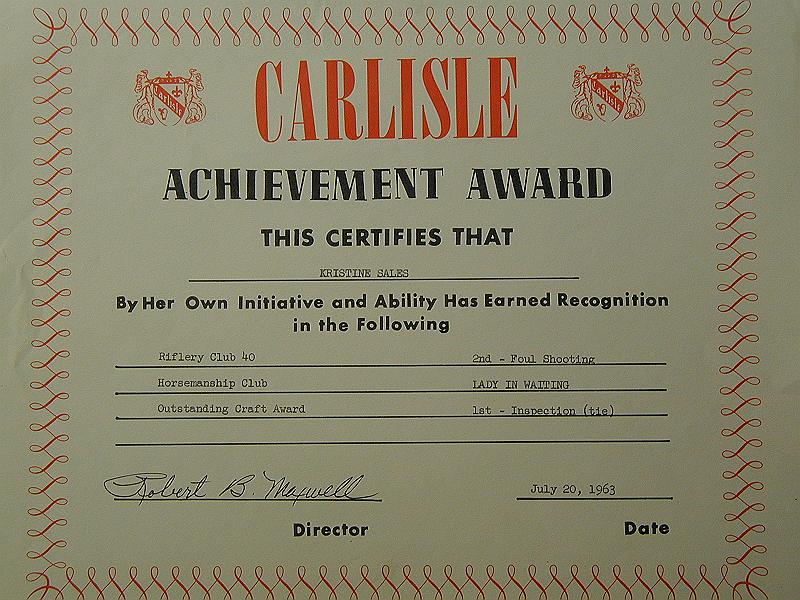 CARLISLE
Carlisle
Carlisle
ACHIEVEMENT AWARD
THIS CERTIFIES THAT
KRISTINE SALES
By Her Own Initiative and Ability Has Earned Recognition
in the Following
Riflery Club 40 2nd - Foul Shooting
Horsemanship Club LADY IN WAITING
Outstanding Craft Award 1st - Inspection (tie)
Robert B. Maxwell July 20, 1963
Director Date